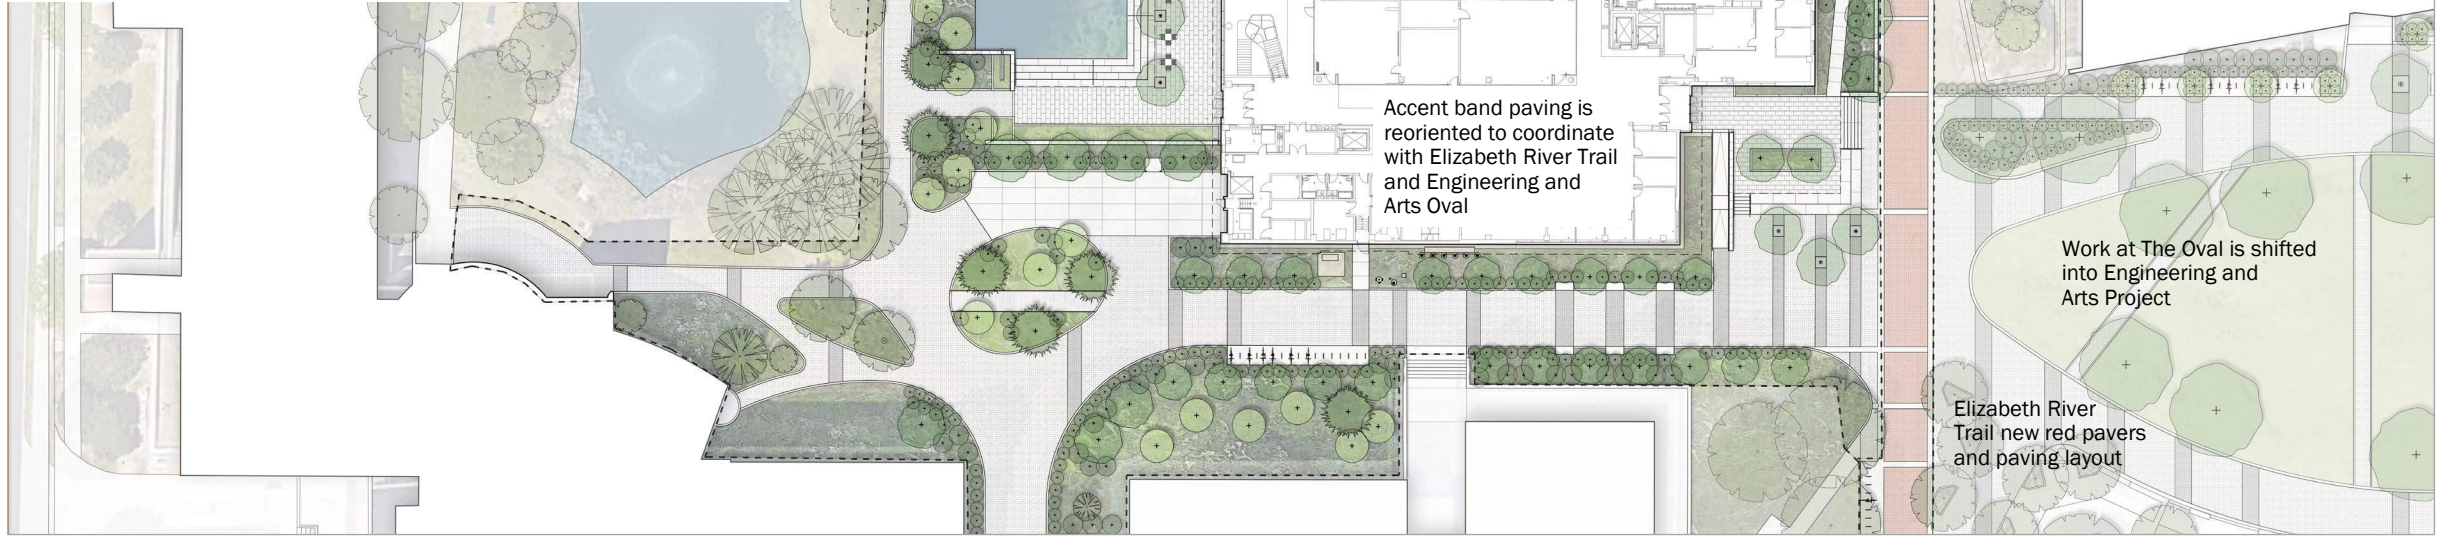 Accent band paving is
reoriented to coordinate
with Elizabeth River Trail
and Engineering and
Arts Oval
Work at The Oval is shifted
into Engineering and
Arts Project
Elizabeth River
Trail new red pavers
and paving layout